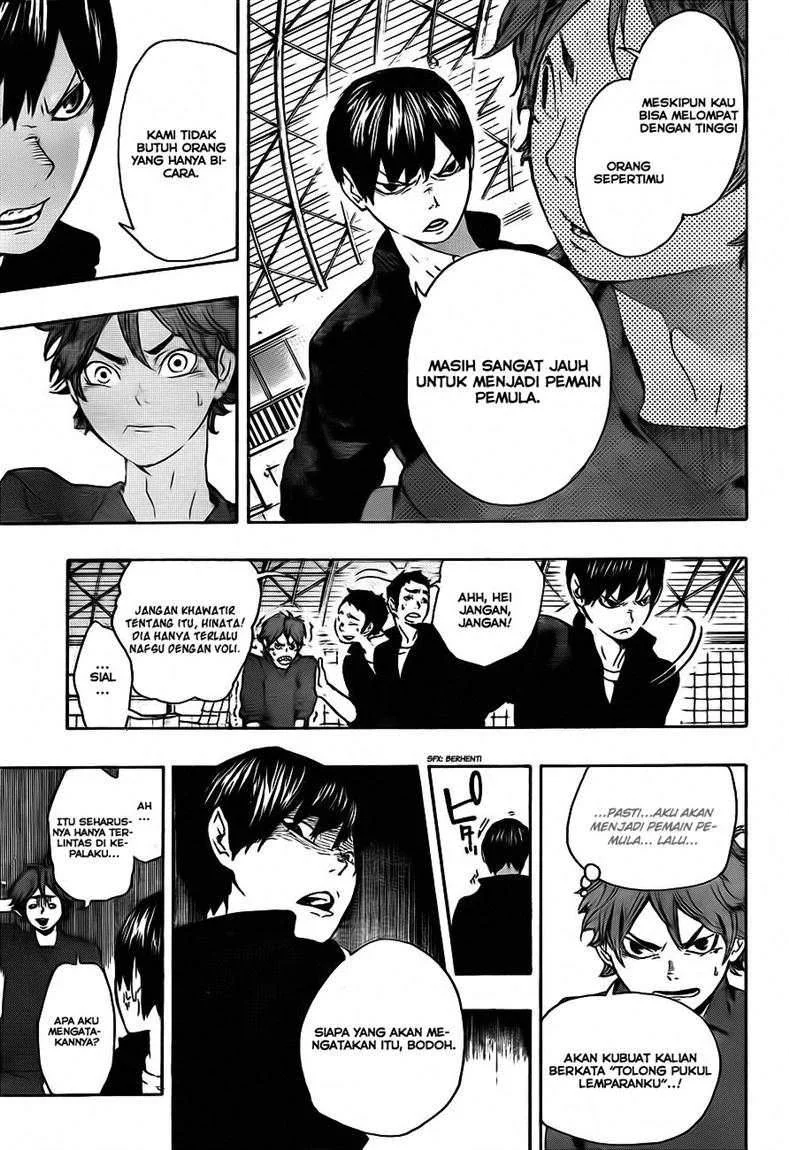 MESKIPUN KAU
BISA MELOMPAT
DENGAN TINGGI
ORANG
SEPERTIMU
MASIH SANGAT JAUH
UNTUK MENJADI PEMAIN
PEMULA.
KAMI TIDAK
BUTUH ORANG
YANG HANYA BI-
CARA.
AHH, HEI
JANGAN,
JANGAN!
JANGAN KHAWATIR
TENTANG ITU, HINATA!
DIA HANYA TERLALU
NAFSU DENGAN VOLI.
...
SIAL
...
...PASTI...AKU AKAN
MENJADI PEMAIN PE-
MULA... LALU...
AKAN KUBUAT KALIAN
BERKATA “TOLONG PUKUL
LEMPARANKU”..!
SFX: BERHENTI
ピタッ
SIAPA YANG AKAN ME-
NGATAKAN ITU, BODOH.
AH
...
ITU SEHARUS-
NYA HANYA TER-
LINTAS DI KE-
PALAKU...
APA AKU
MENGATA-
KANNYA?